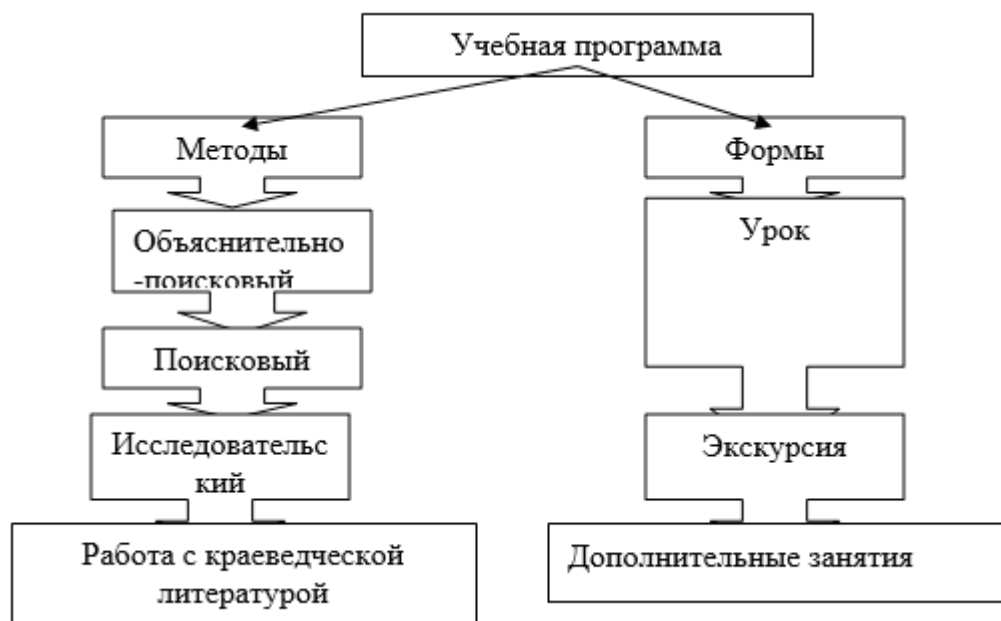 Учебная программа
Методы
Формы
Объяснительно
-поисковый
Урок
Поисковый
Исследовательс
кий
Экскурсия
Работа с краеведческой
литературой
Дополнительные занятия